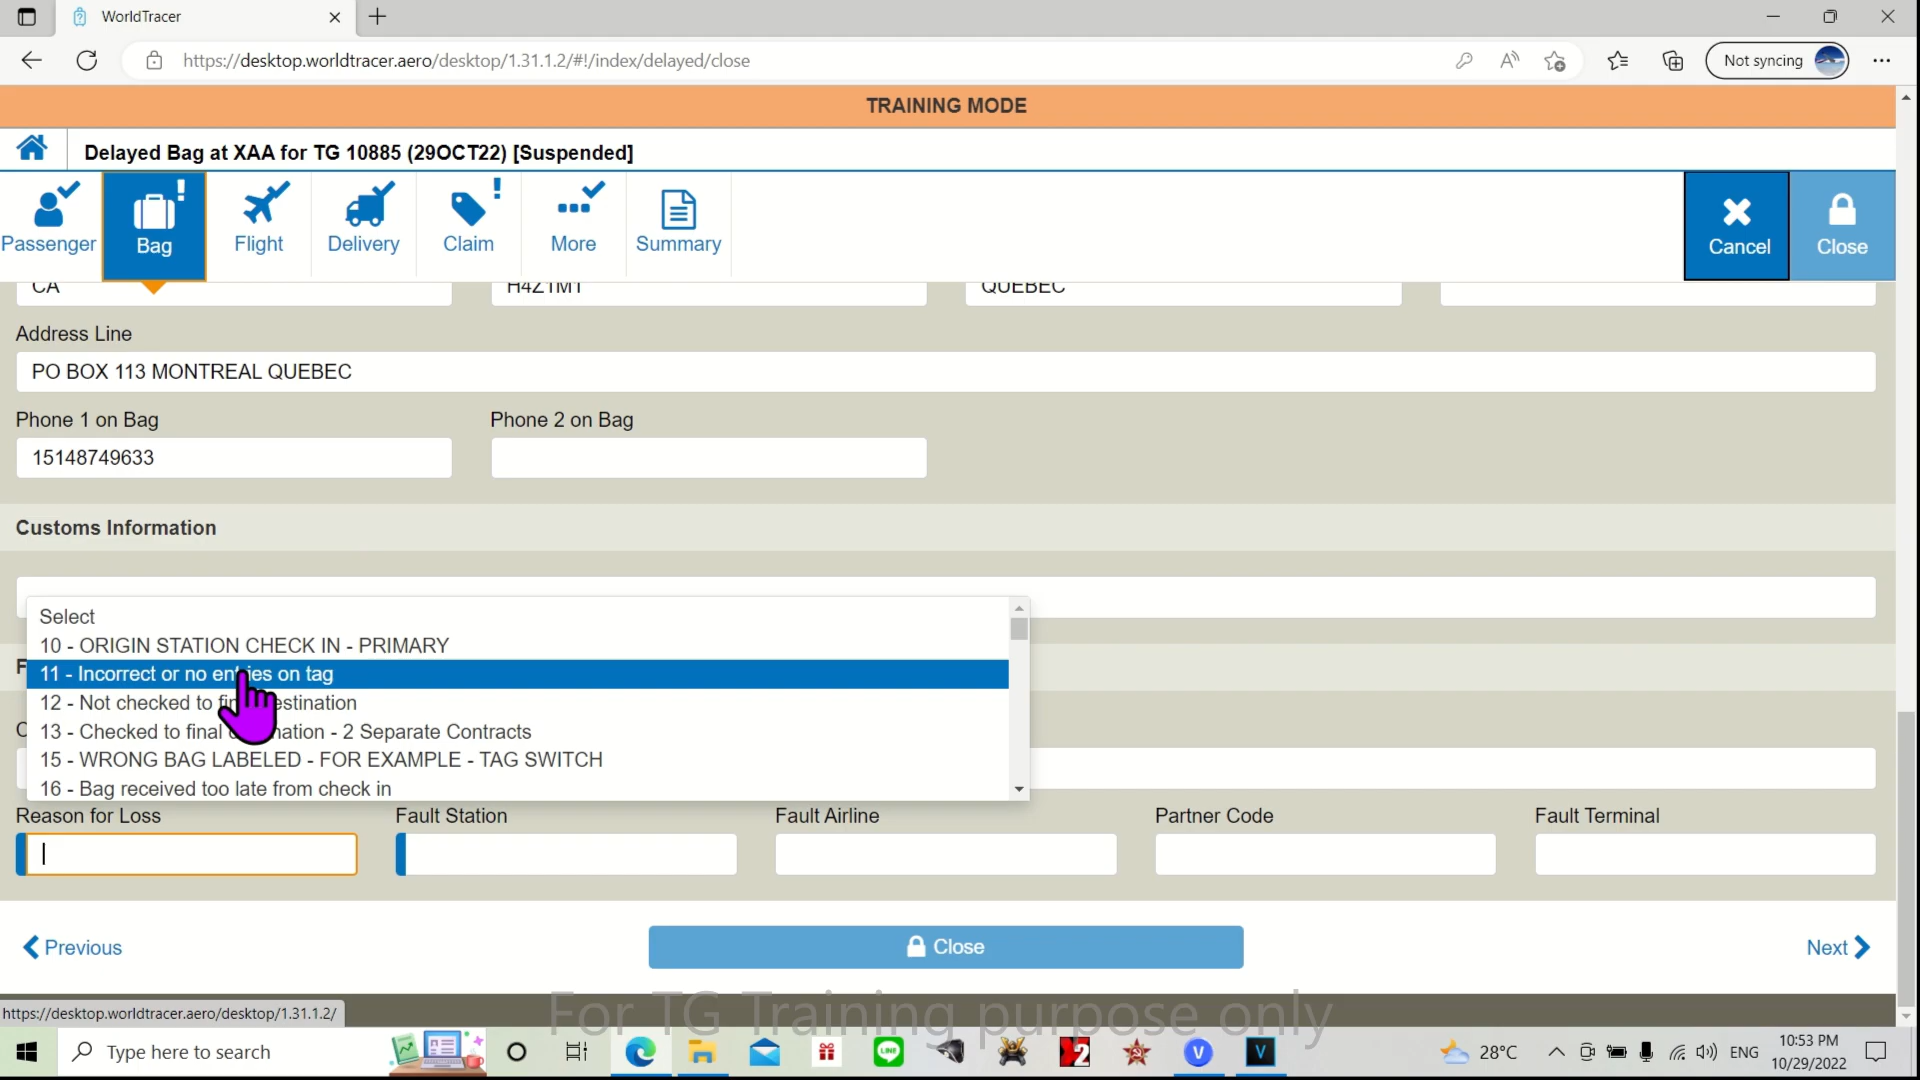 WorldTracer
https://desktop.worldtracer.aero/desktop/1.31.1.2/#!/index/delayed/close
Not syncing
TRAINING MODE
Delayed Bag at XAA for TG 10885 (29OCT22) [Suspended]
Passenger
Bag
Flight
Delivery
Claim
More
Summary
Cancel
Close
CA
H4Z1M1
QUEBEC
Address Line
PO BOX 113 MONTREAL QUEBEC
Phone 1 on Bag
Phone 2 on Bag
15148749633
Customs Information
Select
10 - ORIGIN STATION CHECK IN - PRIMARY
11 - Incorrect or no entries on tag
12 - Not checked to final destination
13 - Checked to final destination - 2 Separate Contracts
15 - WRONG BAG LABELED - FOR EXAMPLE - TAG SWITCH
16 - Bag received too late from check in
Reason for Loss
Fault Station
Fault Airline
Partner Code
Fault Terminal
Previous
Close
Next
For TG Training purpose only
https://desktop.worldtracer.aero/desktop/1.31.1.2/
Type here to search
LINE
2
V
V
28°C
ENG
10:53 PM
10/29/2022